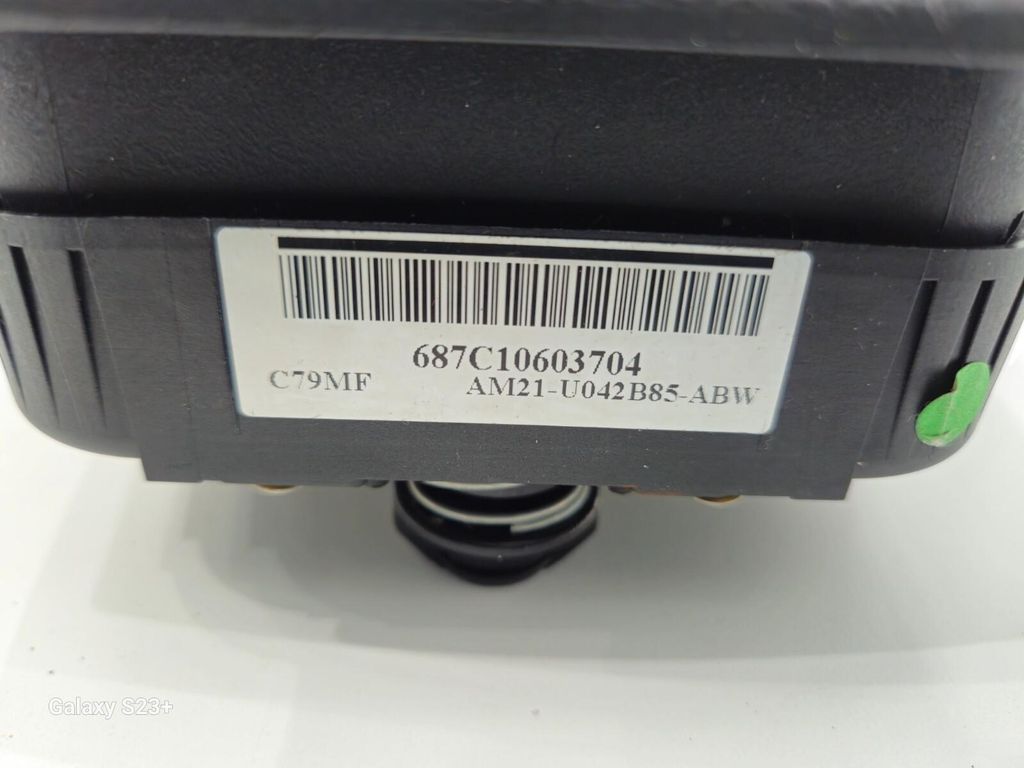 687C10603704
C79MF AM21-U042B85-ABW
Galaxy S23+